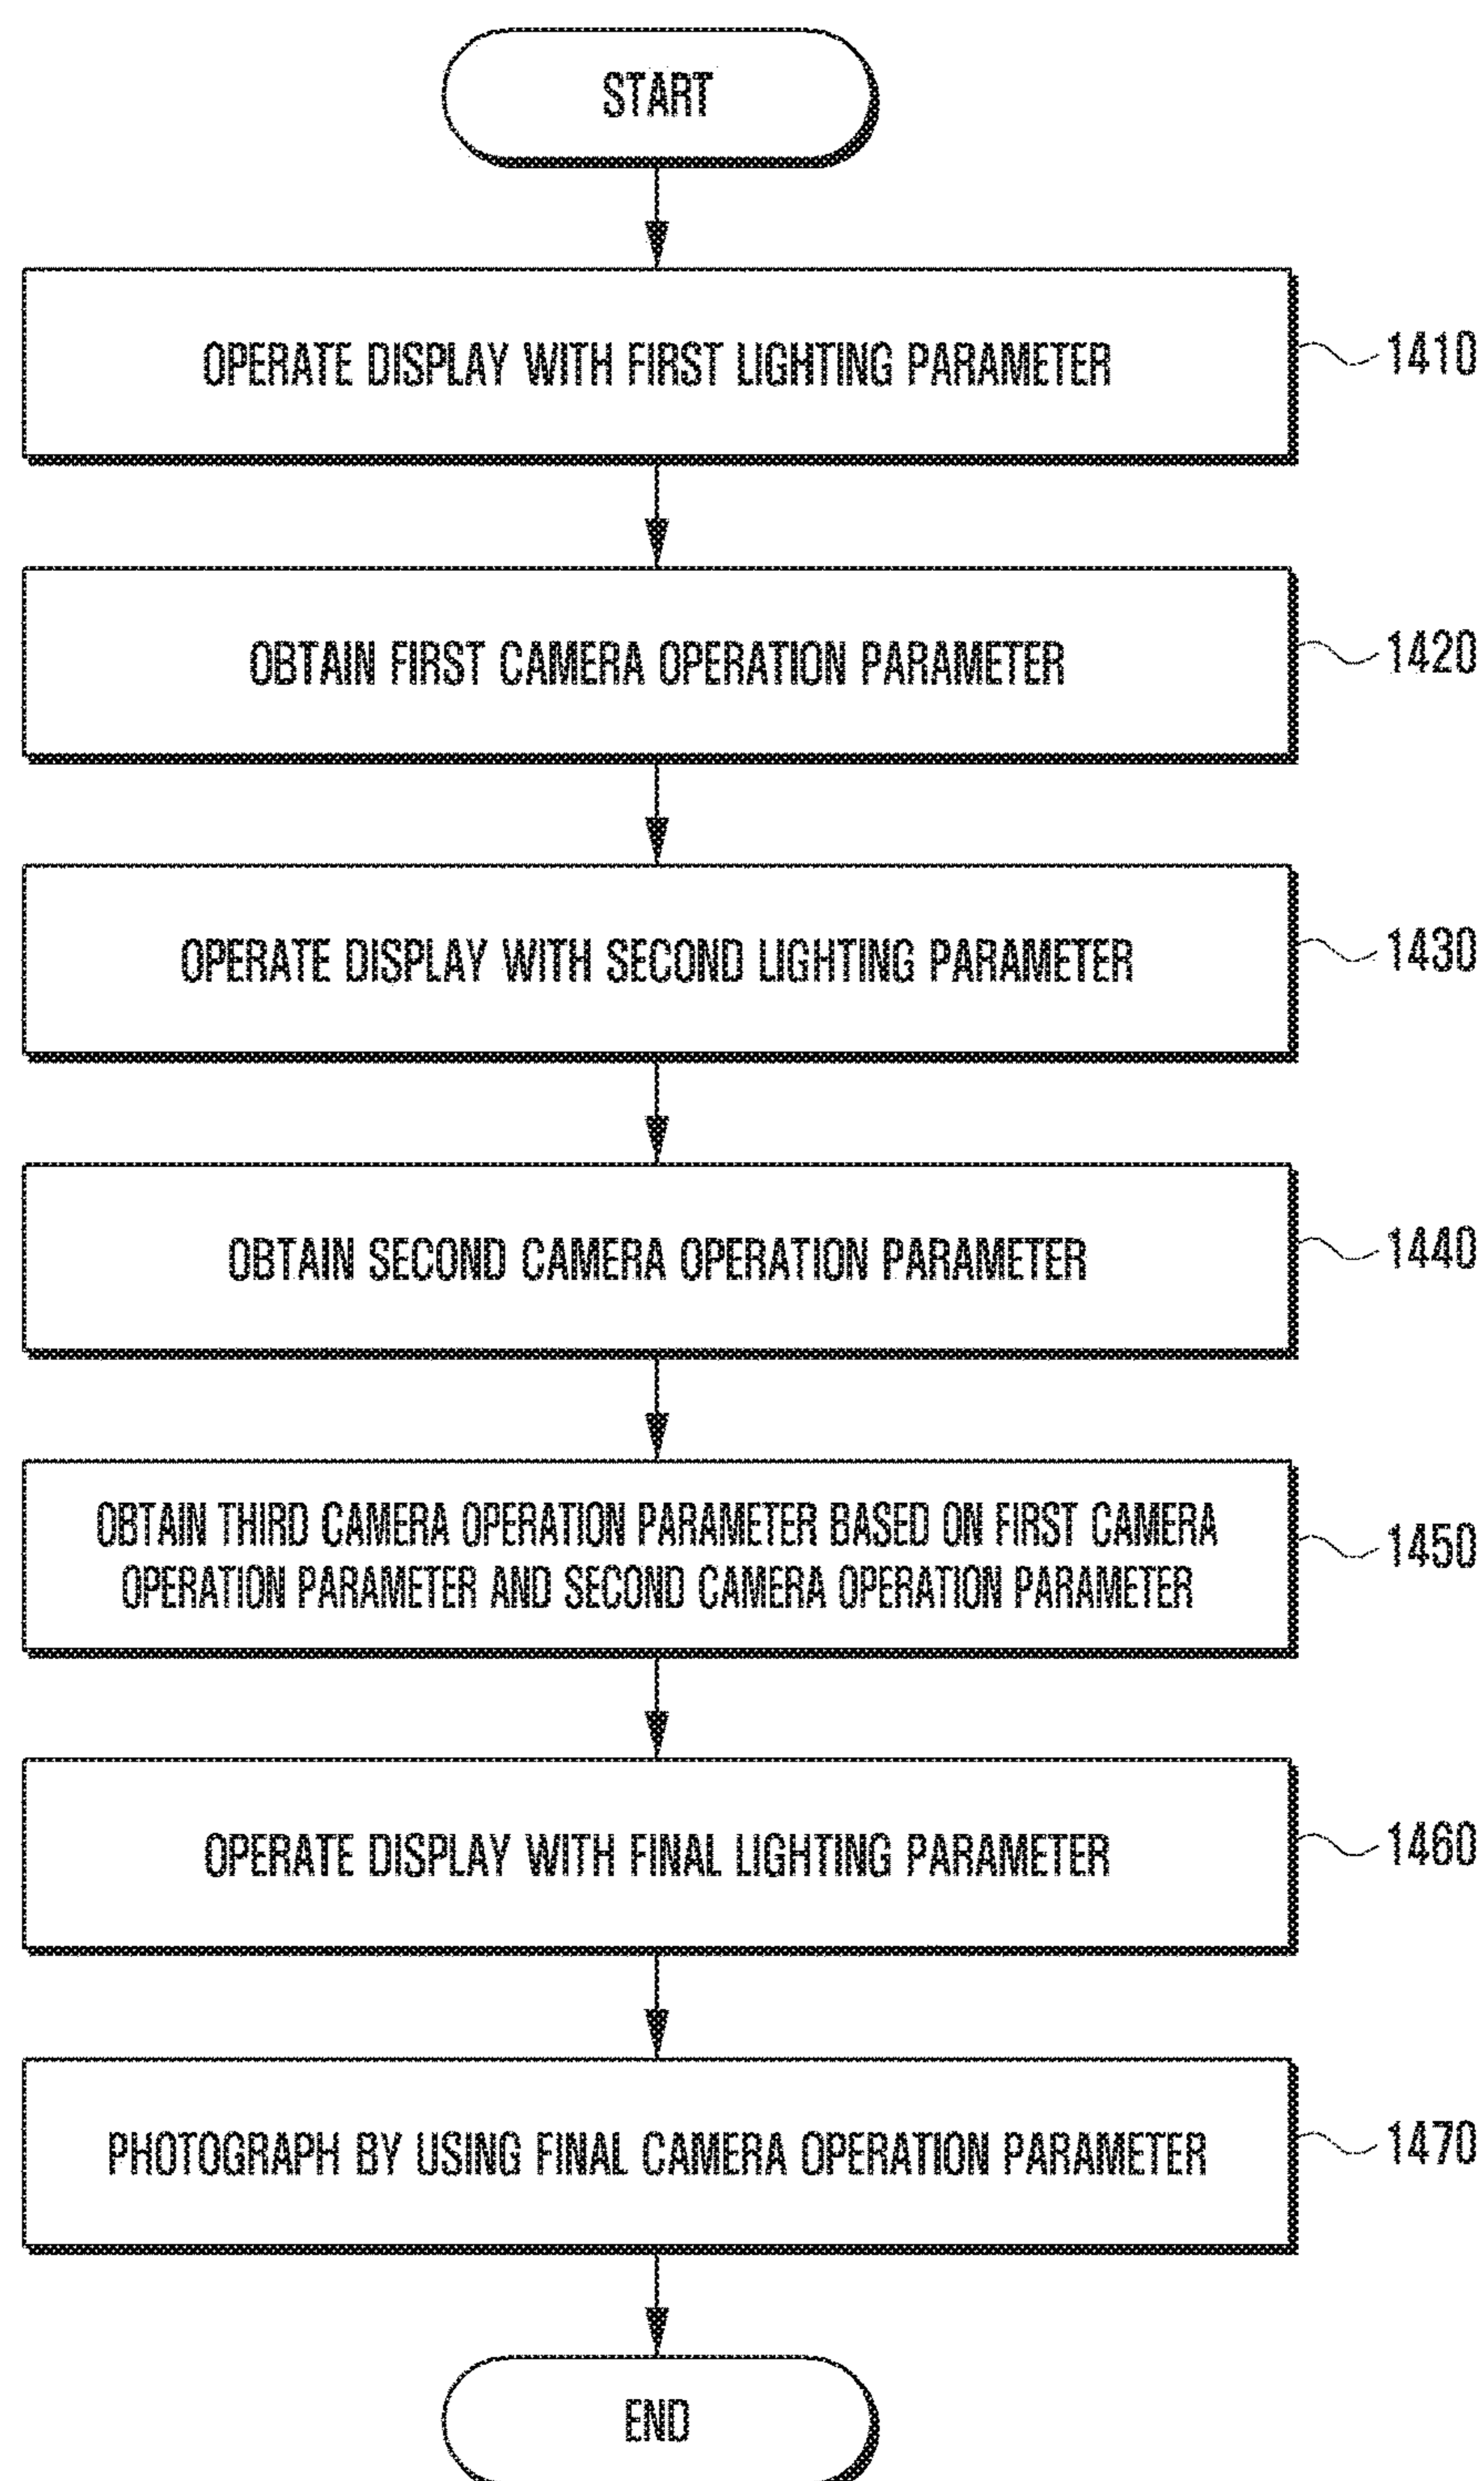 START
OPERATE DISPLAY WITH FIRST LIGHTING PARAMETER
1410
OBTAIN FIRST CAMERA OPERATION PARAMETER
1420
OPERATE DISPLAY WITH SECOND LIGHTING PARAMETER
1430
OBTAIN SECOND CAMERA OPERATION PARAMETER
1440
OBTAIN THIRD CAMERA OPERATION PARAMETER BASED ON FIRST CAMERA
OPERATION PARAMETER AND SECOND CAMERA OPERATION PARAMETER
1450
OPERATE DISPLAY WITH FINAL LIGHTING PARAMETER
1460
PHOTOGRAPH BY USING FINAL CAMERA OPERATION PARAMETER
1470
END